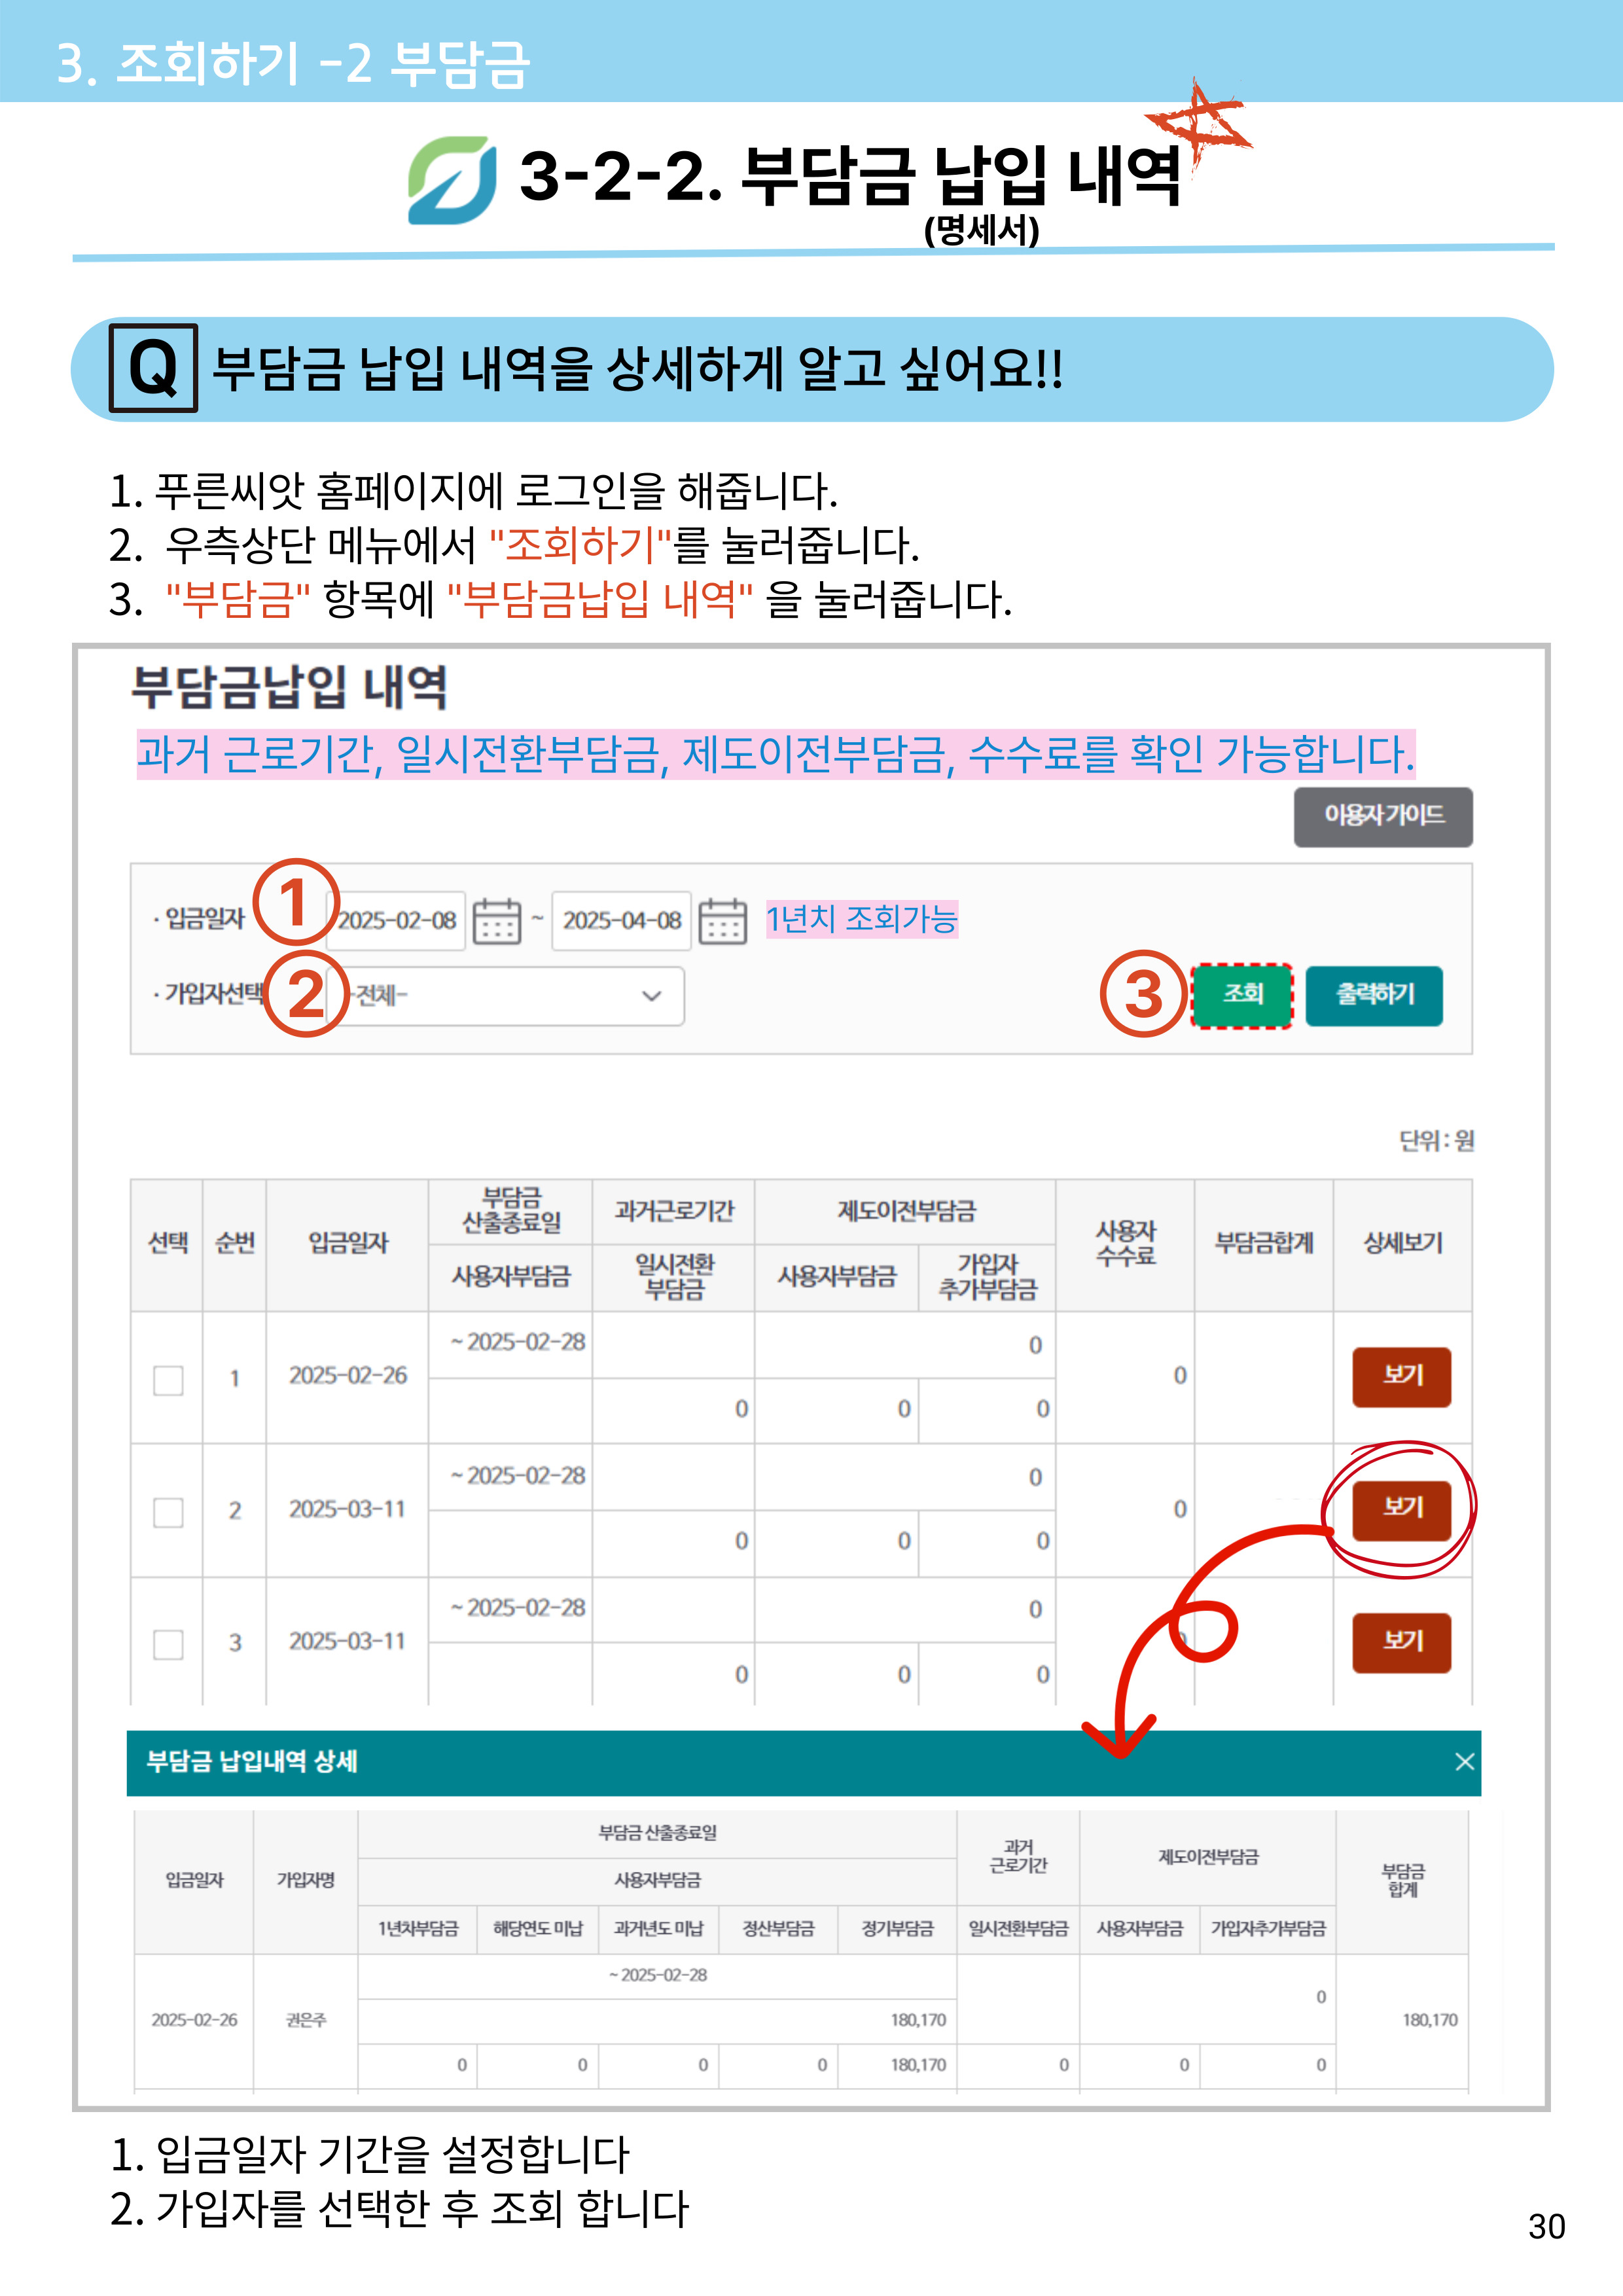 3. 조회하기 -2 부담금
3-2-2. 부담금 납입 내역
(명세서)
Q 부담금 납입 내역을 상세하게 알고 싶어요!!
1. 푸른씨앗 홈페이지에 로그인을 해줍니다.
2. 우측상단 메뉴에서 "조회하기"를 눌러줍니다.
3. "부담금" 항목에 "부담금납입 내역" 을 눌러줍니다.
부담금납입 내역
과거 근로기간, 일시전환부담금, 제도이전부담금, 수수료를 확인 가능합니다.
이용자 가이드
· 입금일자 1 2025-02-08 ~ 2025-04-08 1년치 조회가능
· 가입자선택 2 -전체- 3 조회 출력하기
단위 : 원
선택 순번 입금일자 부담금 산출종료일 과거근로기간 제도이전부담금 사용자 수수료 부담금합계 상세보기
사용자부담금 일시전환 부담금 사용자부담금 가입자 추가부담금
~ 2025-02-28 0
1 2025-02-26 0 보기
0 0 0
~ 2025-02-28 0
2 2025-03-11 0 보기
0 0 0
~ 2025-02-28 0
3 2025-03-11 보기
0 0 0
부담금 납입내역 상세
입금일자 가입자명 부담금 산출종료일 과거 근로기간 제도이전부담금 부담금 합계
사용자부담금
1년차부담금 해당연도 미납 과거년도 미납 정산부담금 정기부담금 일시전환부담금 사용자부담금 가입자추가부담금
~ 2025-02-28 0
2025-02-26 권은주 180,170 180,170
0 0 0 0 180,170 0 0 0
1. 입금일자 기간을 설정합니다
2. 가입자를 선택한 후 조회 합니다
30